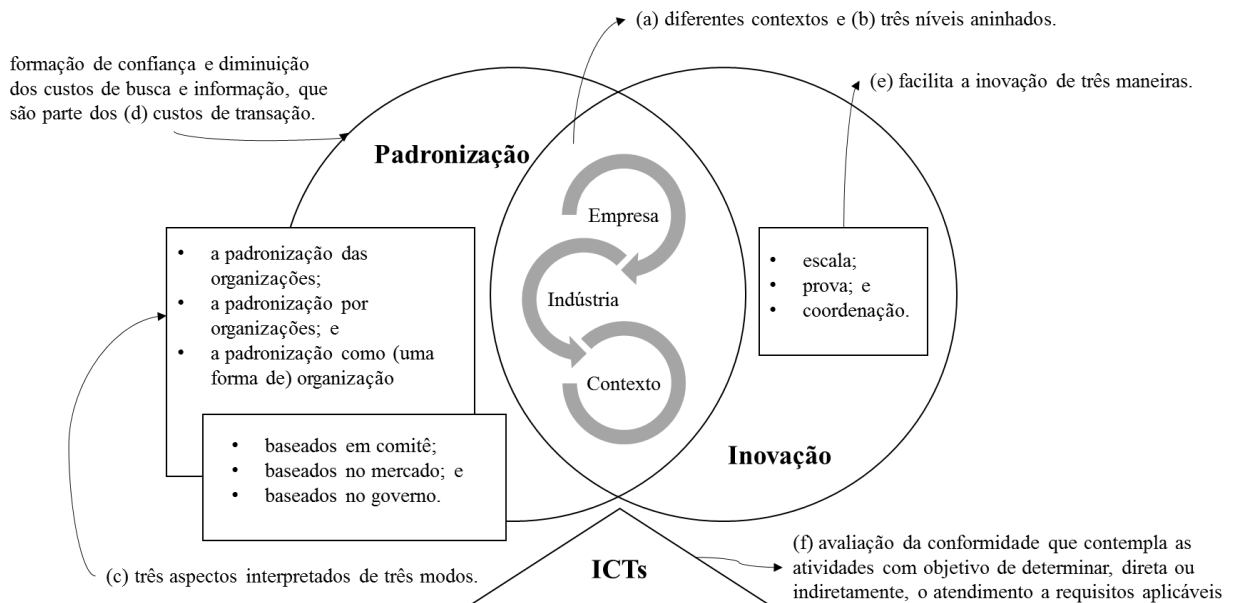 (a) diferentes contextos e (b) três níveis aninhados.
formação de confiança e diminuição
dos custos de busca e informação, que
são parte dos (d) custos de transação.
(e) facilita a inovação de três maneiras.
Padronização
• a padronização das
organizações;
• a padronização por
organizações; e
• a padronização como (uma
forma de) organização
• baseados em comitê;
• baseados no mercado; e
• baseados no governo.
(c) três aspectos interpretados de três modos.
Empresa
Indústria
Contexto
• escala;
• prova; e
• coordenação.
Inovação
ICTs
(f) avaliação da conformidade que contempla as
atividades com objetivo de determinar, direta ou
indiretamente, o atendimento a requisitos aplicáveis